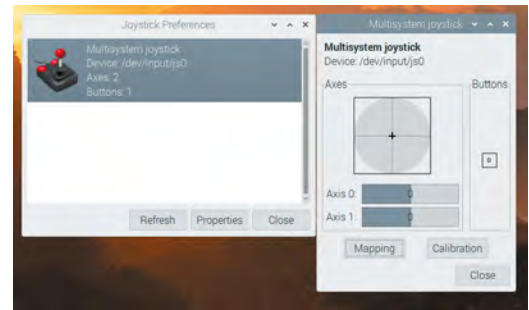 Joystick Preferences
Multisystem joystick
Device: /dev/input/js0
Axes: 2
Buttons: 1
Refresh Properties Close
Multisystem joystick
Multisystem joystick
Device: /dev/input/js0
Axes Buttons
0
Axis 0: 0
Axis 1: 0
Mapping Calibration
Close